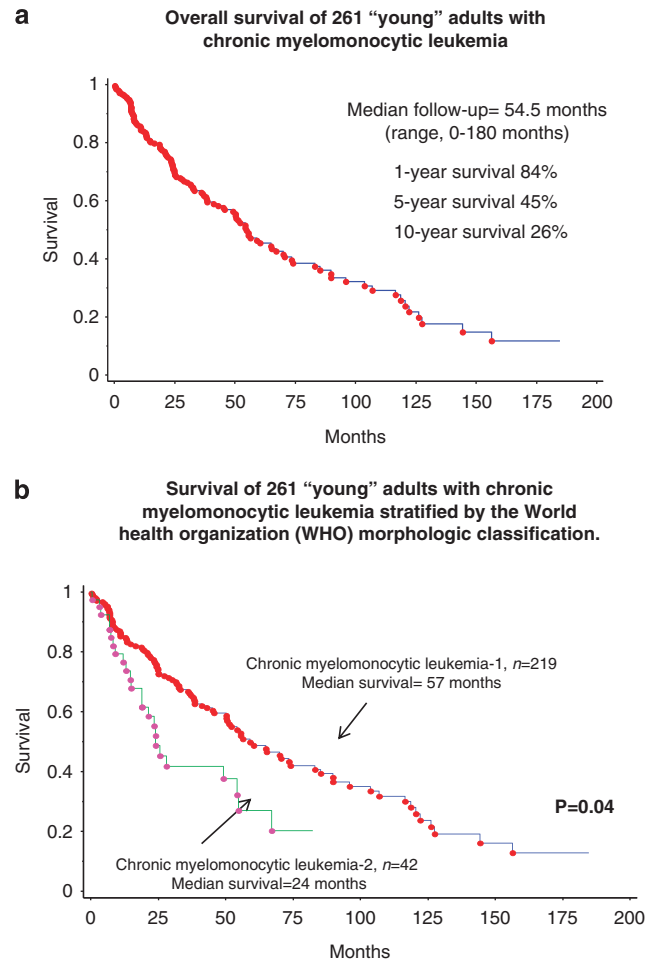 a
Overall survival of 261 “young” adults with
chronic myelomonocytic leukemia
Median follow-up= 54.5 months
(range, 0-180 months)
1-year survival 84%
5-year survival 45%
10-year survival 26%
Survival
1
0.8
0.6
0.4
0.2
0
0 25 50 75 100 125 150 175 200
Months
b
Survival of 261 “young” adults with chronic
myelomonocytic leukemia stratified by the World
health organization (WHO) morphologic classification.
Survival
1
0.8
0.6
0.4
0.2
0
Chronic myelomonocytic leukemia-1, n=219
Median survival= 57 months
P=0.04
Chronic myelomonocytic leukemia-2, n=42
Median survival=24 months
0 25 50 75 100 125 150 175 200
Months